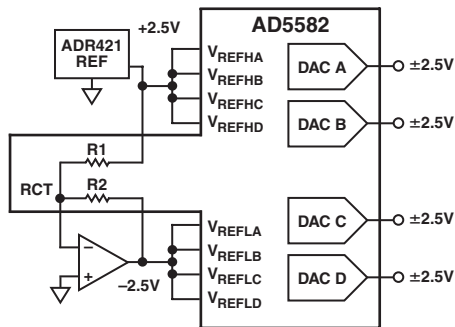 AD5582
+2.5V
ADR421
REF
VREFHA
VREFHB
VREFHC
VREFHD
DAC A
±2.5V
DAC B
±2.5V
R1
RCT
R2
VREFLA
VREFLB
VREFLC
VREFLD
DAC C
±2.5V
DAC D
±2.5V
−
+
−2.5V